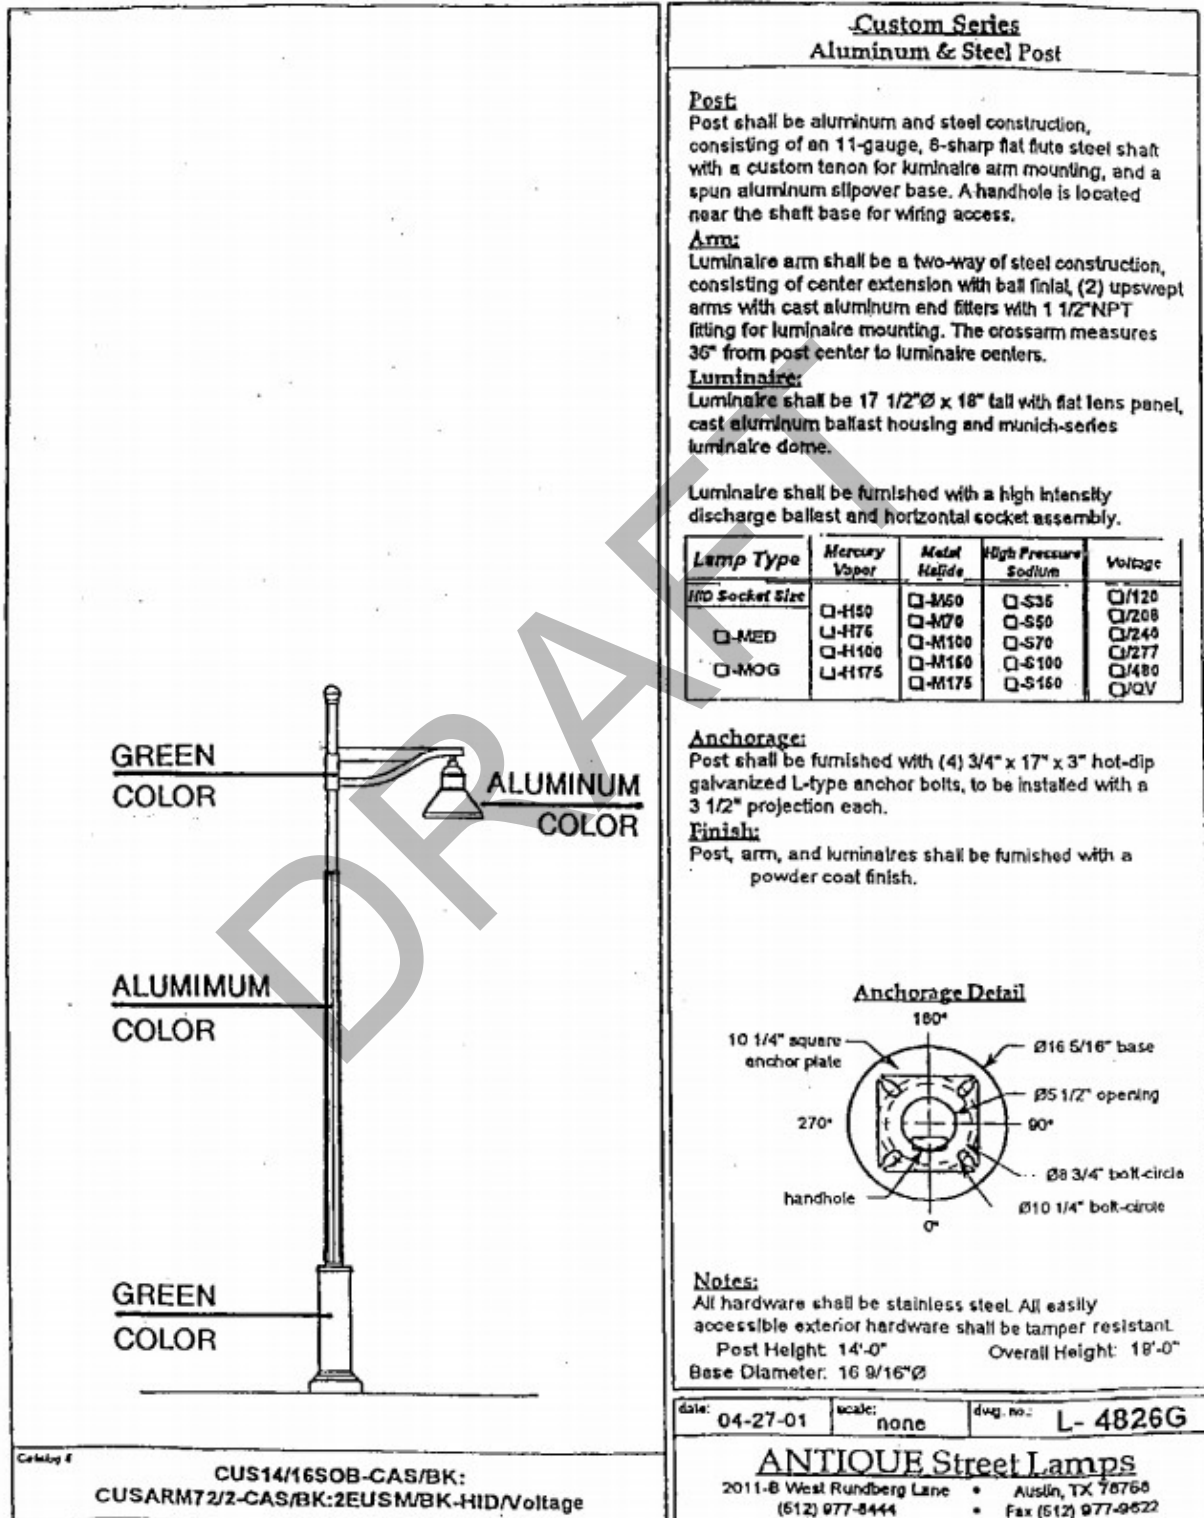 Custom Series
Aluminum & Steel Post
Post:
Post shall be aluminum and steel construction,
consisting of an 11-gauge, 8-sharp flat flute steel shaft
with a custom tenon for luminaire arm mounting, and a
spun aluminum slipover base. A handhole is located
near the shaft base for wiring access.
Arm:
Luminaire arm shall be a two-way of steel construction,
consisting of center extension with ball finial, (2) upswept
arms with cast aluminum end fitters with 1 1/2"NPT
fitting for luminaire mounting. The crossarm measures
36" from post center to luminaire centers.
Luminaire:
Luminaire shall be 17 1/2"Ø x 18" tall with flat lens panel,
cast aluminum ballast housing and munich-series
luminaire dome.
Luminaire shall be furnished with a high intensity
discharge ballast and horizontal socket assembly.
Lamp Type Mercury Vapor Metal Halide High Pressure Sodium Voltage
HID Socket Size
☐-MED
☐-MOG
☐-H50
☐-H75
☐-H100
☐-H175
☐-M50
☐-M70
☐-M100
☐-M150
☐-M175
☐-S35
☐-S50
☐-S70
☐-S100
☐-S150
☐/120
☐/208
☐/240
☐/277
☐/480
☐/QV
Anchorage:
Post shall be furnished with (4) 3/4" x 17" x 3" hot-dip
galvanized L-type anchor bolts, to be installed with a
3 1/2" projection each.
Finish:
Post, arm, and luminaires shall be furnished with a
powder coat finish.
GREEN
COLOR
ALUMINUM
COLOR
ALUMIMUM
COLOR
GREEN
COLOR
DRAFT
Anchorage Detail
180°
10 1/4" square
anchor plate
Ø16 5/16" base
Ø5 1/2" opening
270°
90°
Ø8 3/4" bolt-circle
handhole
Ø10 1/4" bolt-circle
0°
Notes:
All hardware shall be stainless steel. All easily
accessible exterior hardware shall be tamper resistant.
Post Height: 14'-0" Overall Height: 18'-0"
Base Diameter: 16 9/16"Ø
date: 04-27-01 scale: none dwg. no.: L- 4826G
Catalog #
CUS14/16SOB-CAS/BK:
CUSARM72/2-CAS/BK:2EUSM/BK-HID/Voltage
ANTIQUE Street Lamps
2011-B West Rundberg Lane • Austin, TX 78758
(512) 977-8444 • Fax (512) 977-9622